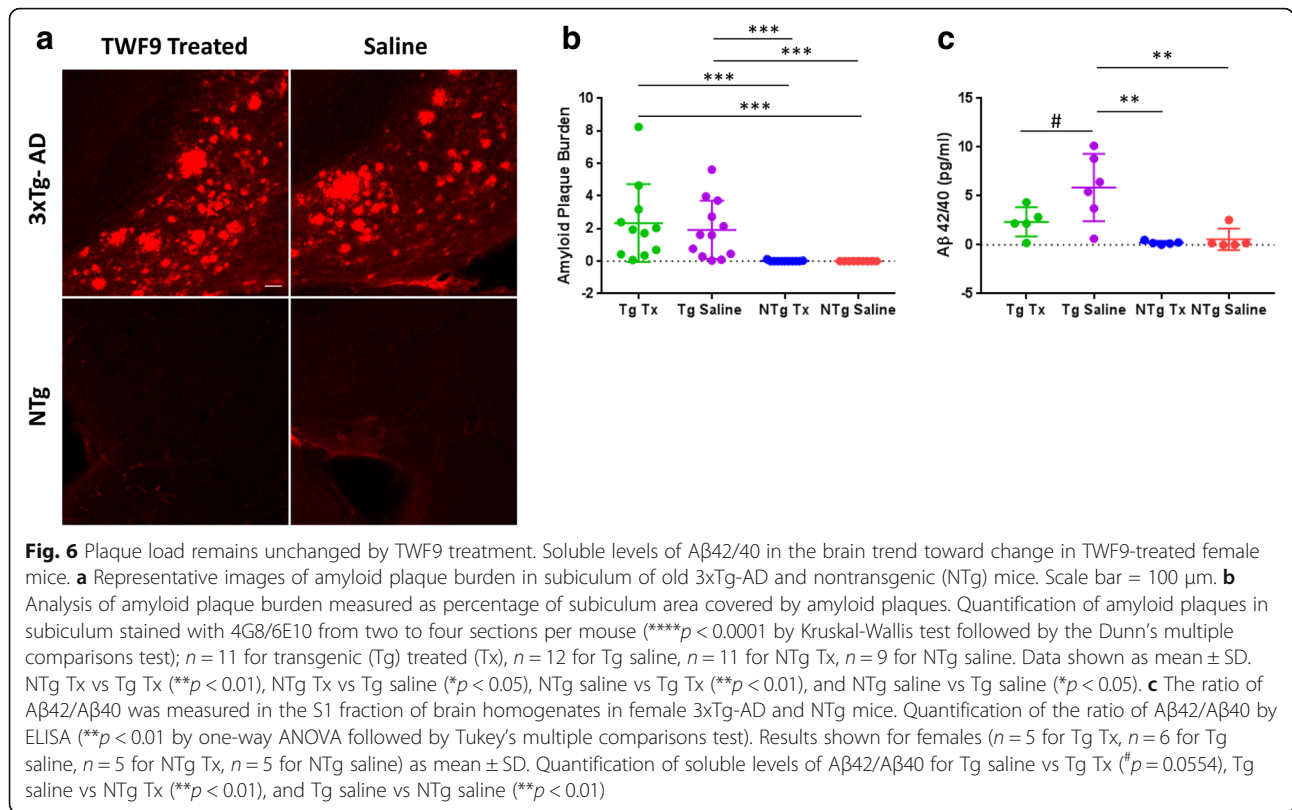 a
TWF9 Treated
Saline
3xTg- AD
NTg
b
***
***
***
***
Amyloid Plaque Burden
10
8
6
4
2
0
-2
Tg Tx
Tg Saline
NTg Tx
NTg Saline
c
**
**
#
Aβ 42/40 (pg/ml)
15
10
5
0
-5
Tg Tx
Tg Saline
NTg Tx
NTg Saline
Fig. 6 Plaque load remains unchanged by TWF9 treatment. Soluble levels of Aβ42/40 in the brain trend toward change in TWF9-treated female
mice. a Representative images of amyloid plaque burden in subiculum of old 3xTg-AD and nontransgenic (NTg) mice. Scale bar = 100 μm. b
Analysis of amyloid plaque burden measured as percentage of subiculum area covered by amyloid plaques. Quantification of amyloid plaques in
subiculum stained with 4G8/6E10 from two to four sections per mouse (****p < 0.0001 by Kruskal-Wallis test followed by the Dunn's multiple
comparisons test); n = 11 for transgenic (Tg) treated (Tx), n = 12 for Tg saline, n = 11 for NTg Tx, n = 9 for NTg saline. Data shown as mean ± SD.
NTg Tx vs Tg Tx (**p < 0.01), NTg Tx vs Tg saline (*p < 0.05), NTg saline vs Tg Tx (**p < 0.01), and NTg saline vs Tg saline (*p < 0.05). c The ratio of
Aβ42/Aβ40 was measured in the S1 fraction of brain homogenates in female 3xTg-AD and NTg mice. Quantification of the ratio of Aβ42/Aβ40 by
ELISA (**p < 0.01 by one-way ANOVA followed by Tukey's multiple comparisons test). Results shown for females (n = 5 for Tg Tx, n = 6 for Tg
saline, n = 5 for NTg Tx, n = 5 for NTg saline) as mean ± SD. Quantification of soluble levels of Aβ42/Aβ40 for Tg saline vs Tg Tx (#p = 0.0554), Tg
saline vs NTg Tx (**p < 0.01), and Tg saline vs NTg saline (**p < 0.01)